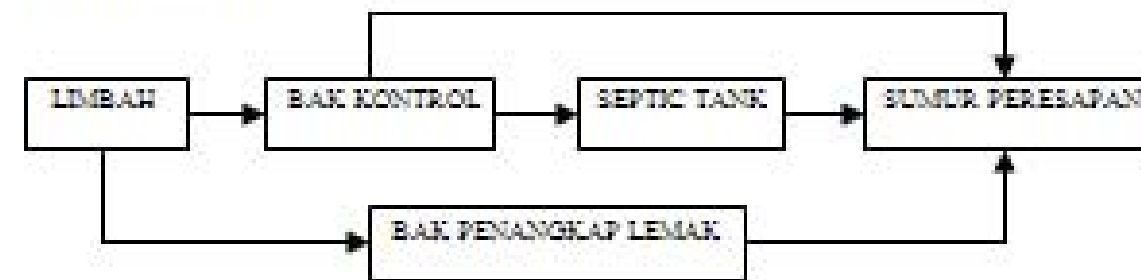 LIMBAH
BAK KONTROL
SEPTIC TANK
SUMUR PERESAPAN
BAK PENANGKAP LEMAK